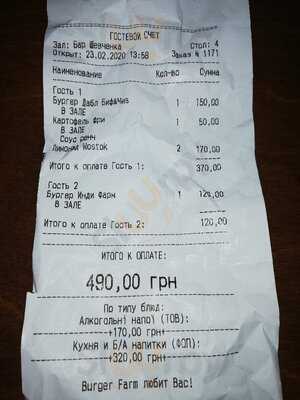 ГОСТЕВОЙ СЧЕТ
Зал: Бар Шевченка Стол: 4
Открыт: 23.02.2020 13:58 Заказ № 1171
Наименование Кол-во Сумма
Гость 1
Бургер Дабл Биф&Чиз 1 150,00
В ЗАЛЕ
Картофель фри 1 50,00
В ЗАЛЕ
Соус ранч
Лимонад Wostok 2 170,00
Итого к оплате Гость 1: 370,00
Гость 2
Бургер Инди Фарм 1 120,00
В ЗАЛЕ
Итого к оплате Гость 2: 120,00
ИТОГО К ОПЛАТЕ:
490,00 ГРН
По типу блюд:
Алкогольні напої (ТОВ):
+170,00 грн+
Кухня и Б/А напитки (ФОП):
+320,00 грн+
Burger Farm любит Вас!